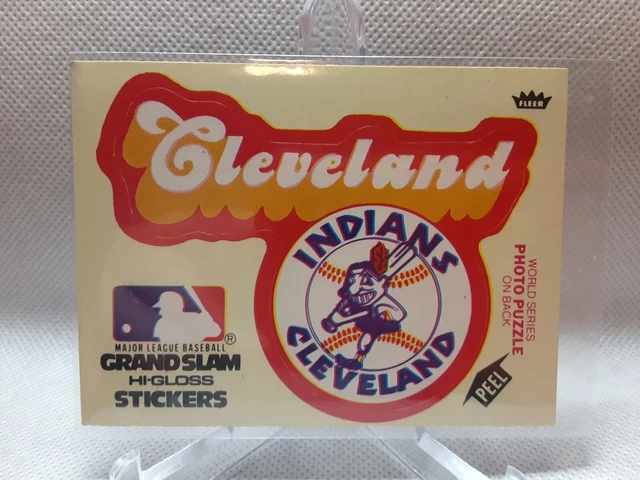 FLEER
Cleveland
INDIANS
CLEVELAND
WORLD SERIES
PHOTO PUZZLE
ON BACK
PEEL
MAJOR LEAGUE BASEBALL
GRAND SLAM
HI-GLOSS
STICKERS
®